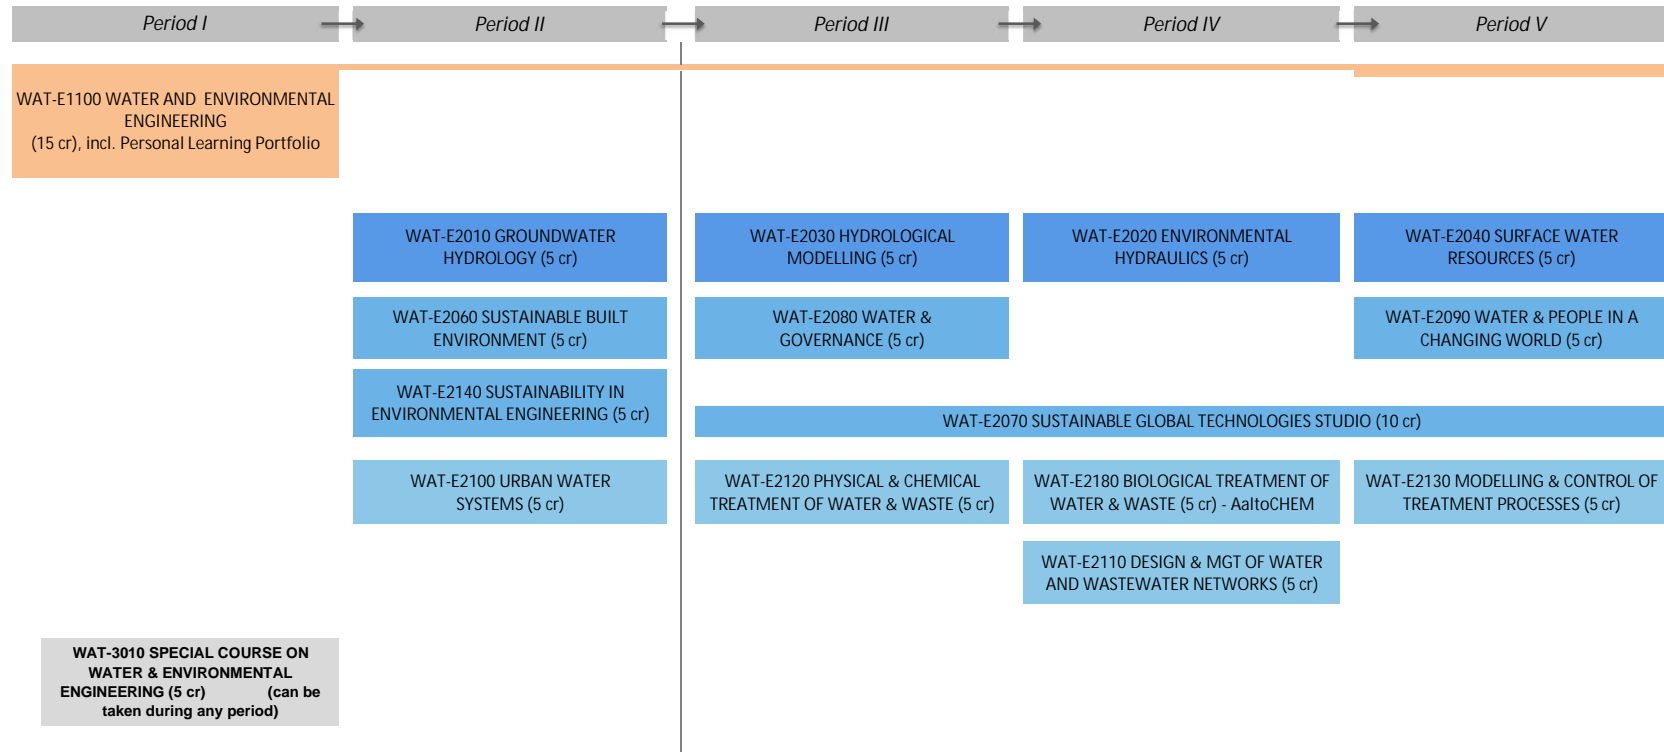 Period I
Period II
Period III
Period IV
Period V
WAT-E1100 WATER AND ENVIRONMENTAL
ENGINEERING
(15 cr), incl. Personal Learning Portfolio
WAT-E2010 GROUNDWATER
HYDROLOGY (5 cr)
WAT-E2030 HYDROLOGICAL
MODELLING (5 cr)
WAT-E2020 ENVIRONMENTAL
HYDRAULICS (5 cr)
WAT-E2040 SURFACE WATER
RESOURCES (5 cr)
WAT-E2060 SUSTAINABLE BUILT
ENVIRONMENT (5 cr)
WAT-E2080 WATER &
GOVERNANCE (5 cr)
WAT-E2090 WATER & PEOPLE IN A
CHANGING WORLD (5 cr)
WAT-E2140 SUSTAINABILITY IN
ENVIRONMENTAL ENGINEERING (5 cr)
WAT-E2070 SUSTAINABLE GLOBAL TECHNOLOGIES STUDIO (10 cr)
WAT-E2100 URBAN WATER
SYSTEMS (5 cr)
WAT-E2120 PHYSICAL & CHEMICAL
TREATMENT OF WATER & WASTE (5 cr)
WAT-E2180 BIOLOGICAL TREATMENT OF
WATER & WASTE (5 cr) - AaltoCHEM
WAT-E2130 MODELLING & CONTROL OF
TREATMENT PROCESSES (5 cr)
WAT-E2110 DESIGN & MGT OF WATER
AND WASTEWATER NETWORKS (5 cr)
WAT-3010 SPECIAL COURSE ON
WATER & ENVIRONMENTAL
ENGINEERING (5 cr) (can be
taken during any period)